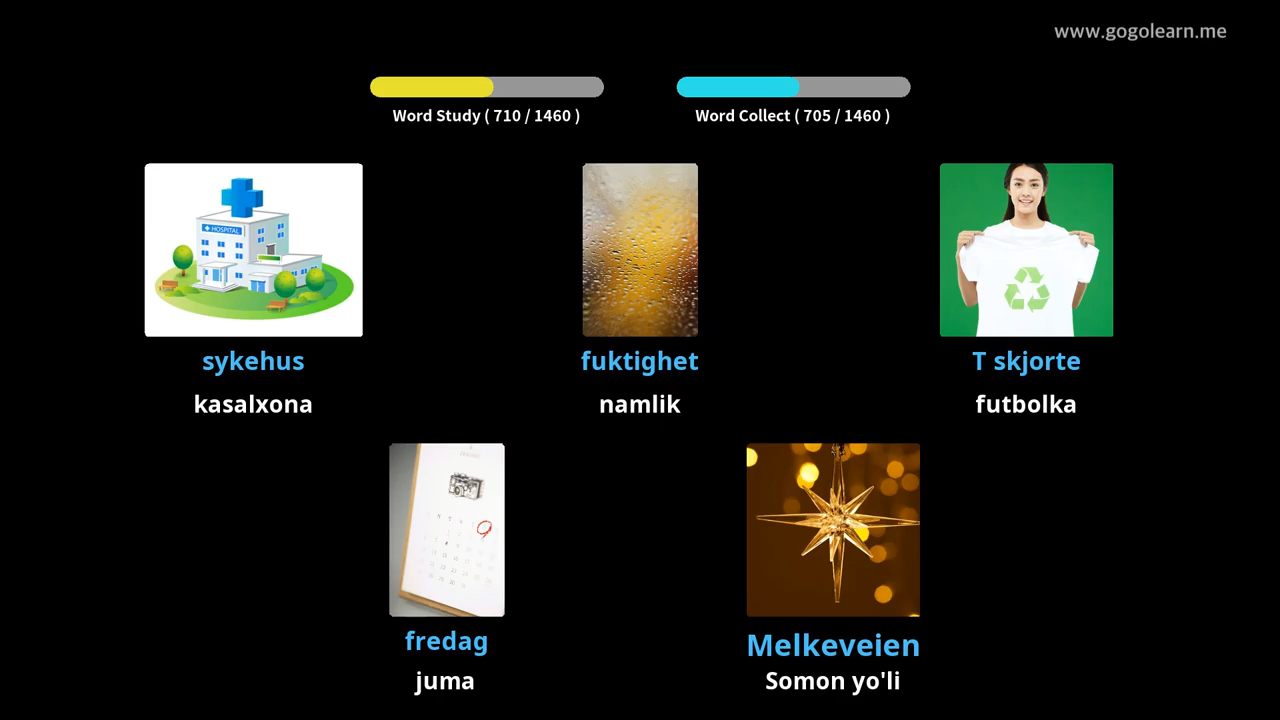 www.gogolearn.me
Word Study ( 710 / 1460 )
Word Collect ( 705 / 1460 )
HOSPITAL
sykehus
fuktighet
T skjorte
kasalxona
namlik
futbolka
fredag
Melkeveien
juma
Somon yo'li